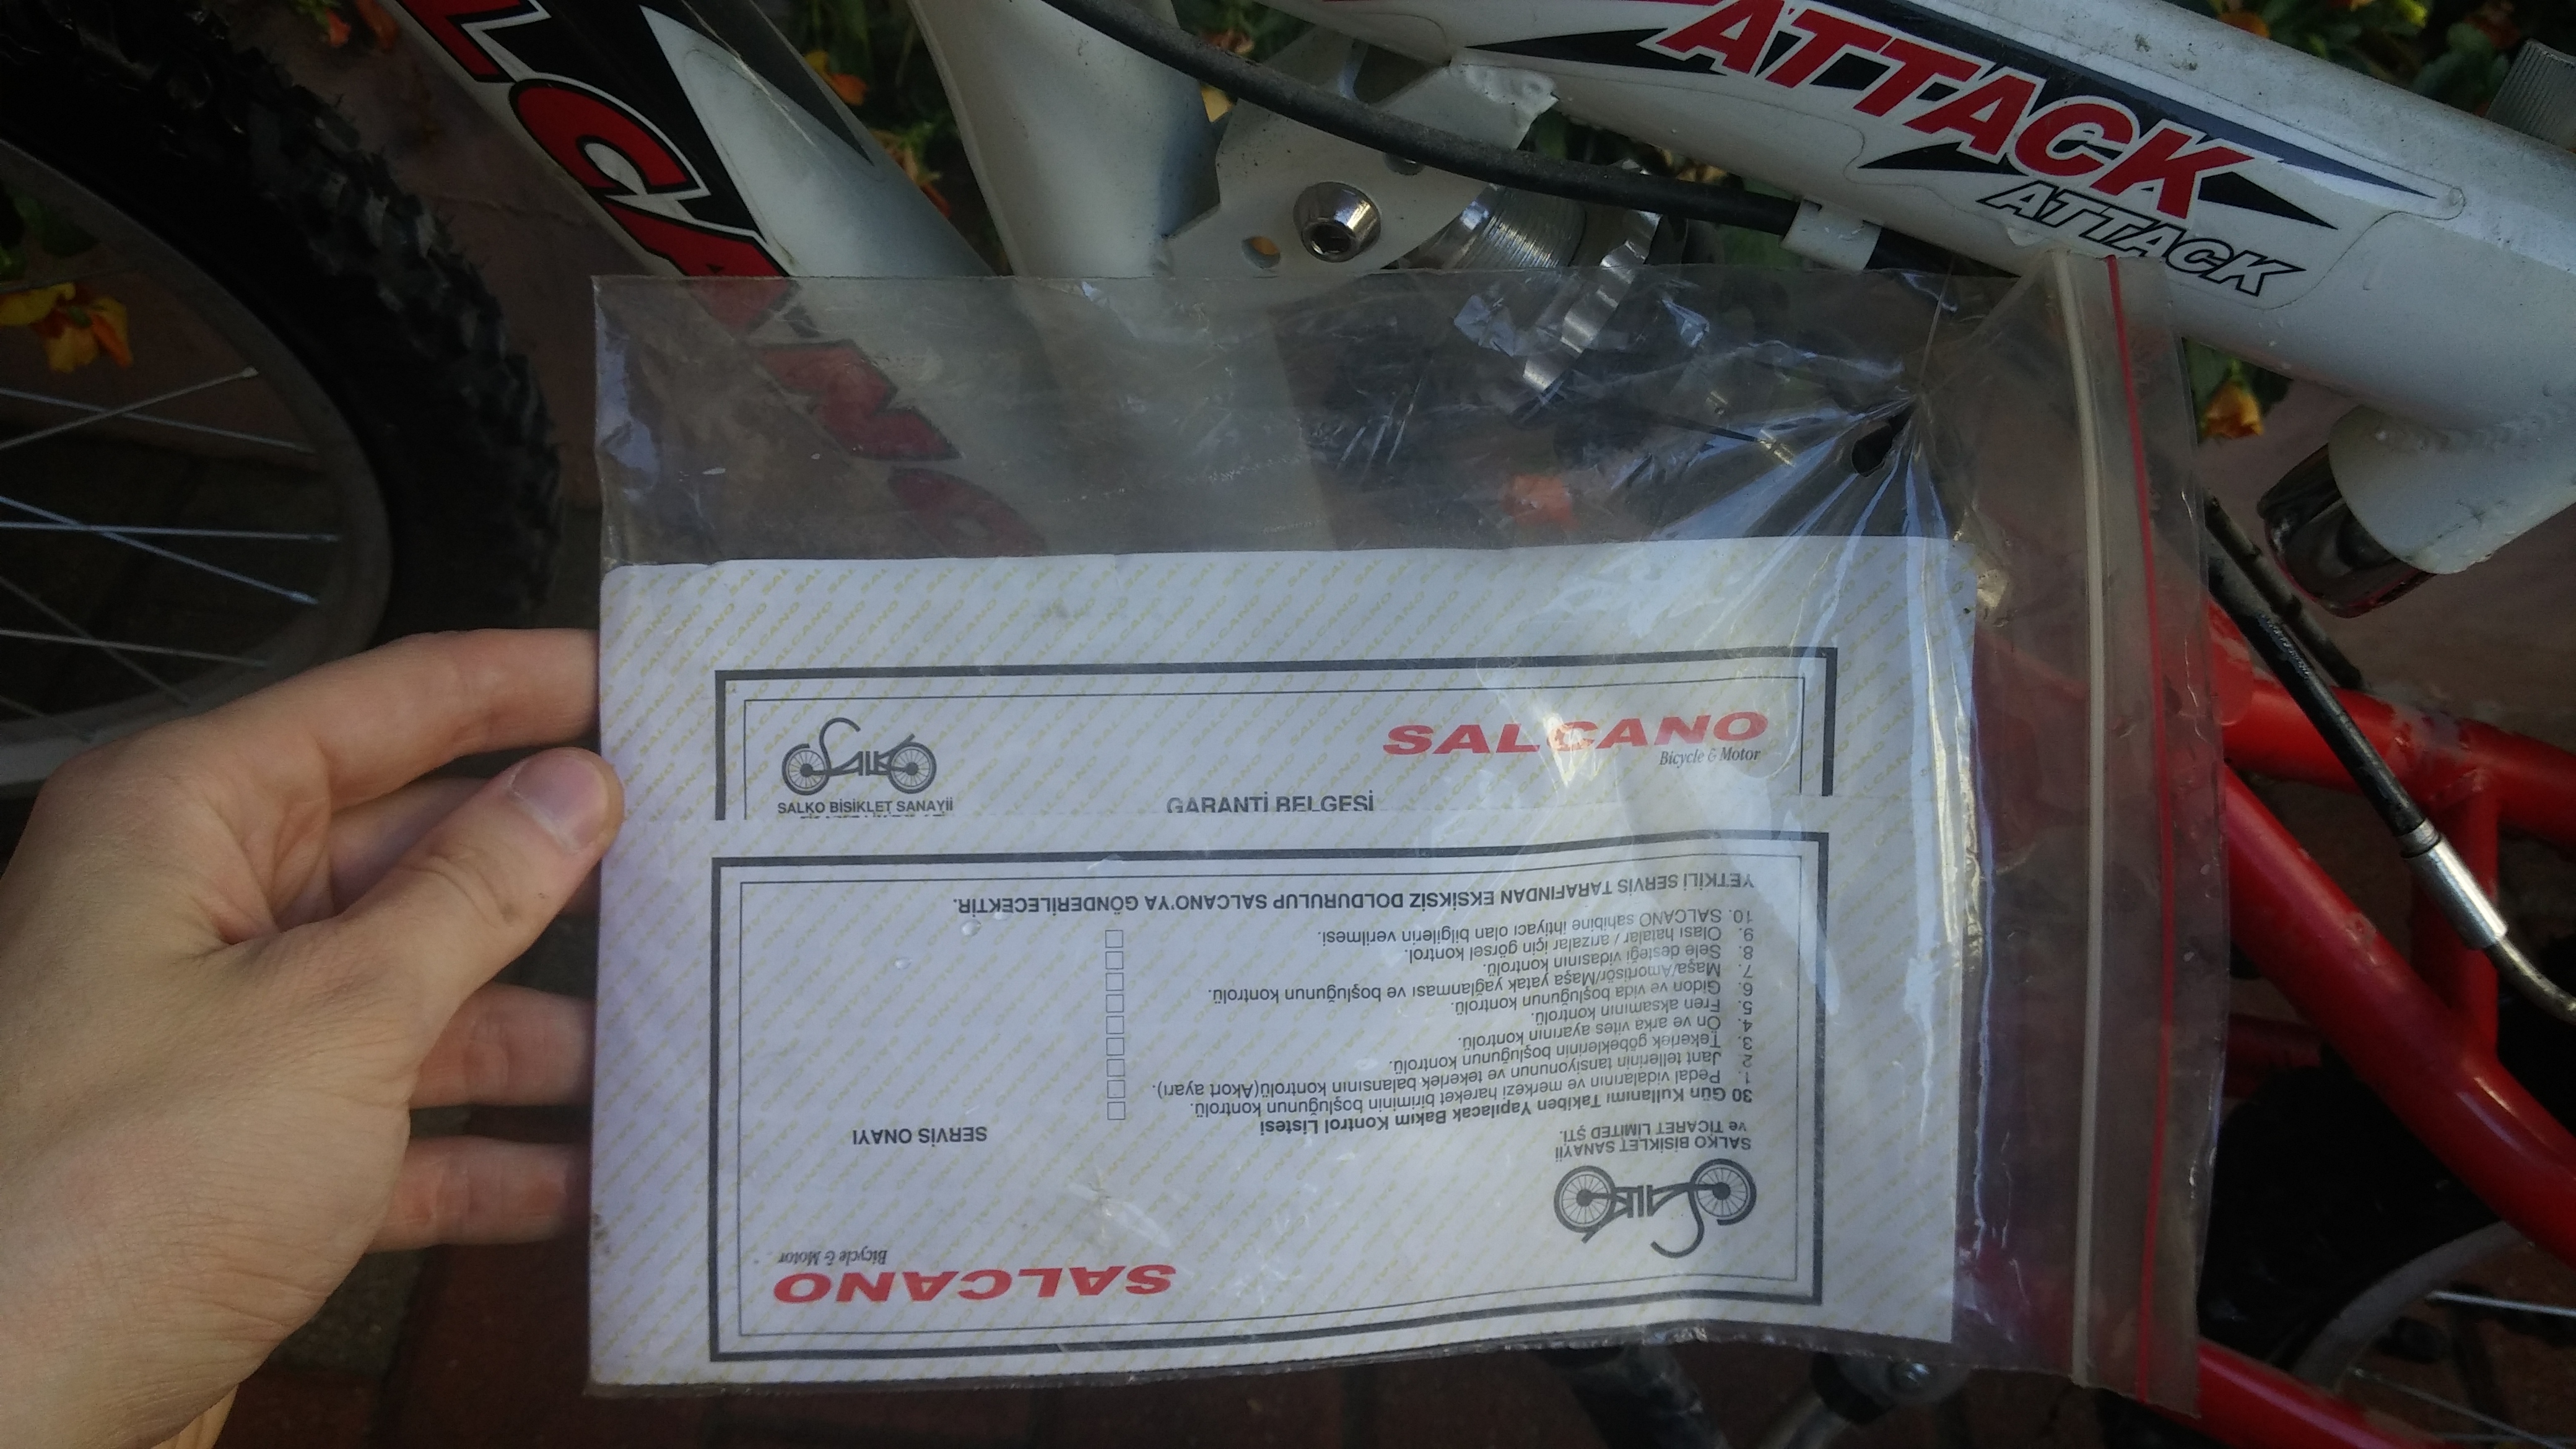 ATTACK
ATTACK
SALCANO
SALCANO
Bicycle & Motor
SALKO BİSİKLET SANAYİİ
GARANTİ BELGESİ
SALCANO
Bicycle & Motor
SALKO BİSİKLET SANAYİİ
ve TİCARET LIMITED ŞTİ.
SERVİS ONAYI
30 Gün Kullanımı Takiben Yapılacak Bakım Kontrol Listesi
1. Pedal vidalarının ve merkezi hareket biriminin boşluğunun kontrolü.
2. Jant tellerinin tansiyonunun ve tekerlek balansının kontrolü(Akort ayarı).
3. Tekerlek göbeklerinin boşluğunun kontrolü.
4. Ön ve arka vites ayarının kontrolü.
5. Fren aksamının kontrolü.
6. Gidon ve vida boşluğunun kontrolü.
7. Maşa/Amortisör/Maşa yatak yağlanması ve boşluğunun kontrolü.
8. Sele desteği vidasının kontrolü.
9. Olası hatalar / arızalar için görsel kontrol.
10. SALCANO sahibine ihtiyacı olan bilgilerin verilmesi.
YETKİLİ SERVİS TARAFINDAN EKSİKSİZ DOLDURULUP SALCANO'YA GÖNDERİLECEKTİR.